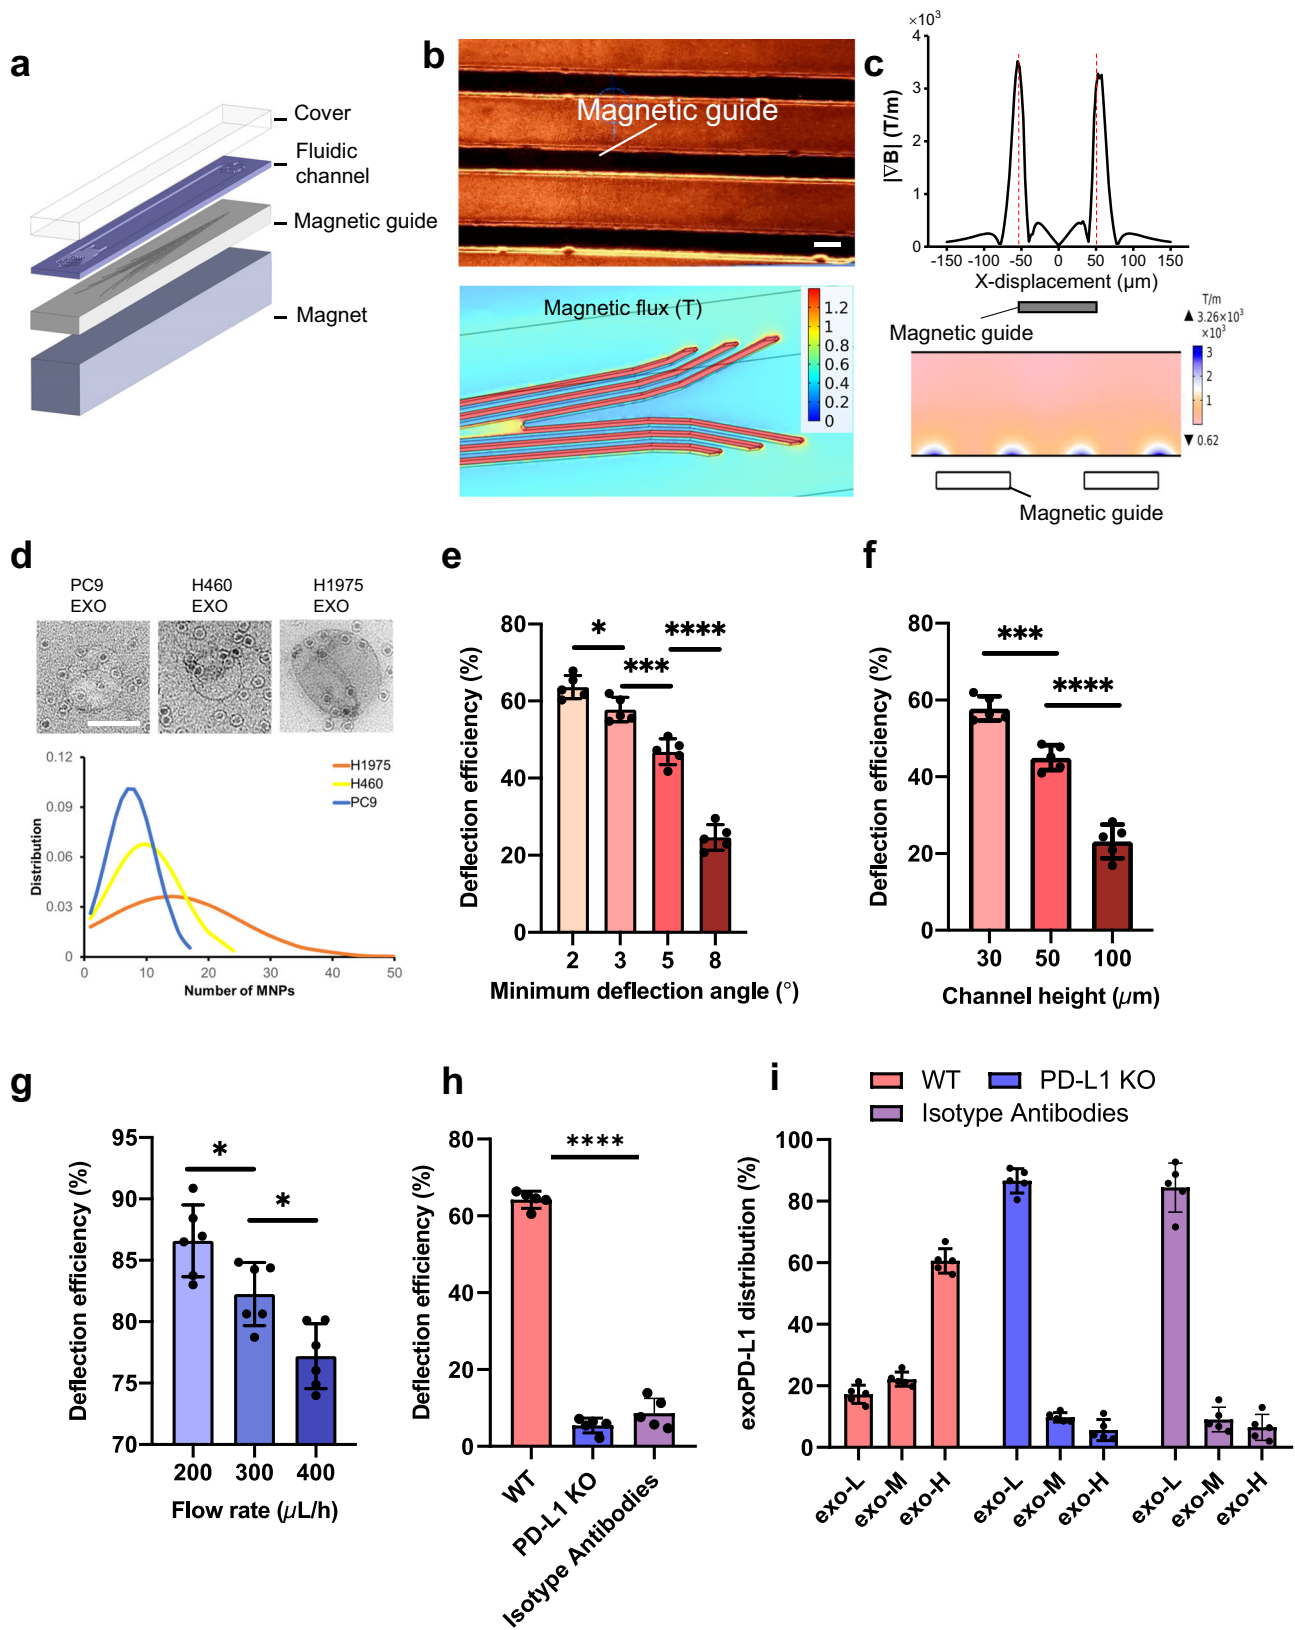 a
Cover
Fluidic
channel
Magnetic guide
Magnet
b
Magnetic guide
Magnetic flux (T)
1.2
1
0.8
0.6
0.4
0.2
0
c
×10³
4
3
2
1
0
|∇B| (T/m)
-150 -100 -50 0 50 100 150
X-displacement (µm)
Magnetic guide
T/m
▲ 3.26×10³
×10³
3
2
1
▼ 0.62
Magnetic guide
d
PC9
EXO
H460
EXO
H1975
EXO
0.12
0.09
0.06
0.03
0
Distribution
H1975
H460
PC9
0 10 20 30 40 50
Number of MNPs
e
80
60
40
20
0
Deflection efficiency (%)
* *** ****
2 3 5 8
Minimum deflection angle (°)
f
80
60
40
20
0
Deflection efficiency (%)
*** ****
30 50 100
Channel height (µm)
g
95
90
85
80
75
70
Deflection efficiency (%)
* *
200 300 400
Flow rate (µL/h)
h
80
60
40
20
0
Deflection efficiency (%)
****
WT
PD-L1 KO
Isotype Antibodies
i
WT PD-L1 KO
Isotype Antibodies
100
80
60
40
20
0
exoPD-L1 distribution (%)
exo-L exo-M exo-H exo-L exo-M exo-H exo-L exo-M exo-H